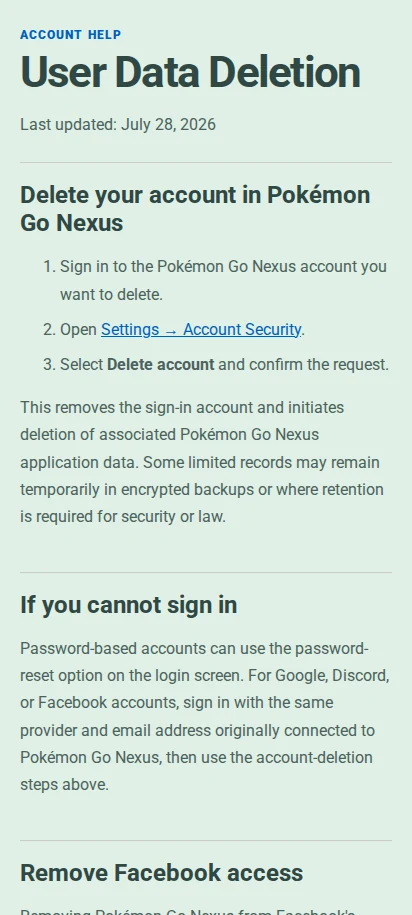 ACCOUNT HELP
User Data Deletion
Last updated: July 28, 2026
Delete your account in Pokémon
Go Nexus
1. Sign in to the Pokémon Go Nexus account you
want to delete.
2. Open Settings → Account Security.
3. Select Delete account and confirm the request.
This removes the sign-in account and initiates
deletion of associated Pokémon Go Nexus
application data. Some limited records may remain
temporarily in encrypted backups or where retention
is required for security or law.
If you cannot sign in
Password-based accounts can use the password-
reset option on the login screen. For Google, Discord,
or Facebook accounts, sign in with the same
provider and email address originally connected to
Pokémon Go Nexus, then use the account-deletion
steps above.
Remove Facebook access
Removing Pokémon Go Nexus from Facebook's